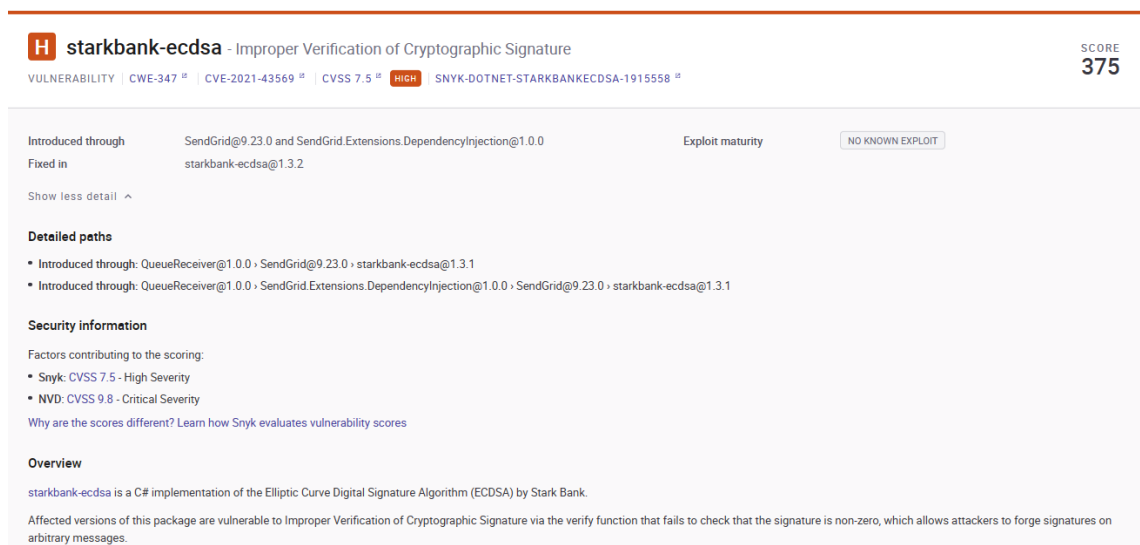 H starkbank-ecdsa - Improper Verification of Cryptographic Signature
SCORE
375
VULNERABILITY | CWE-347 | CVE-2021-43569 | CVSS 7.5 HIGH | SNYK-DOTNET-STARKBANKECDSA-1915558
Introduced through SendGrid@9.23.0 and SendGrid.Extensions.DependencyInjection@1.0.0 Exploit maturity NO KNOWN EXPLOIT
Fixed in starkbank-ecdsa@1.3.2
Show less detail
Detailed paths
• Introduced through: QueueReceiver@1.0.0 › SendGrid@9.23.0 › starkbank-ecdsa@1.3.1
• Introduced through: QueueReceiver@1.0.0 › SendGrid.Extensions.DependencyInjection@1.0.0 › SendGrid@9.23.0 › starkbank-ecdsa@1.3.1
Security information
Factors contributing to the scoring:
• Snyk: CVSS 7.5 - High Severity
• NVD: CVSS 9.8 - Critical Severity
Why are the scores different? Learn how Snyk evaluates vulnerability scores
Overview
starkbank-ecdsa is a C# implementation of the Elliptic Curve Digital Signature Algorithm (ECDSA) by Stark Bank.
Affected versions of this package are vulnerable to Improper Verification of Cryptographic Signature via the verify function that fails to check that the signature is non-zero, which allows attackers to forge signatures on
arbitrary messages.